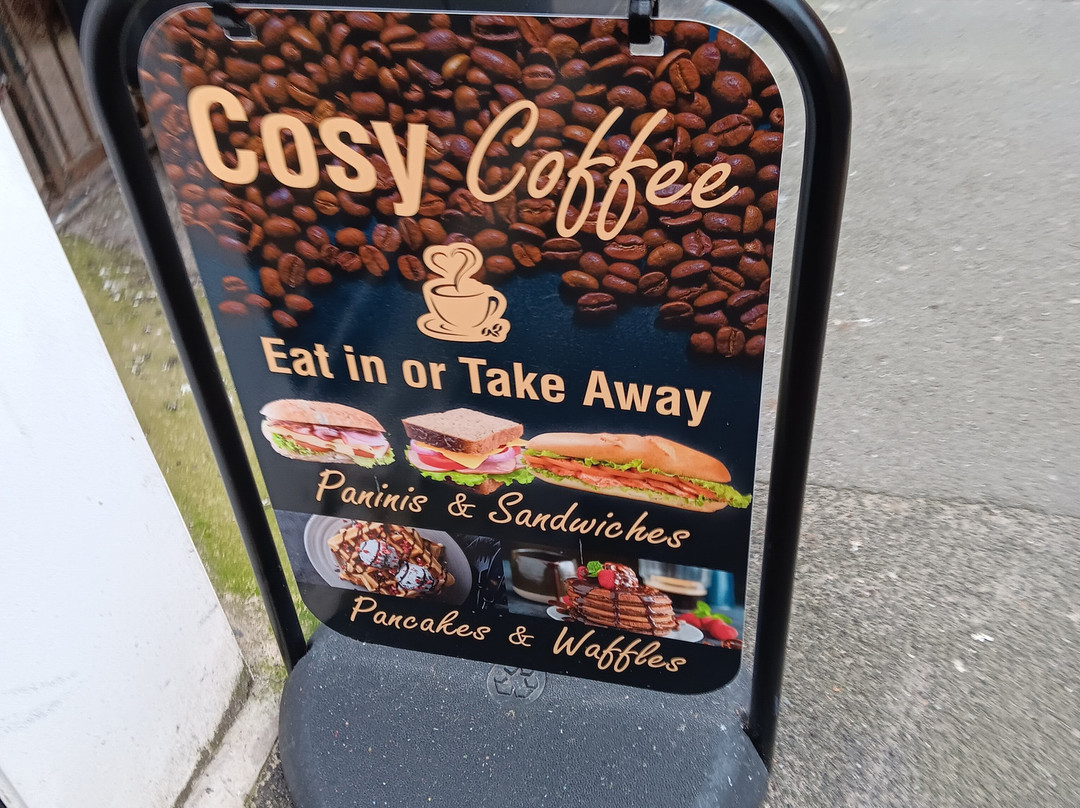 Cosy Coffee
Eat in or Take Away
Paninis & Sandwiches
Pancakes & Waffles